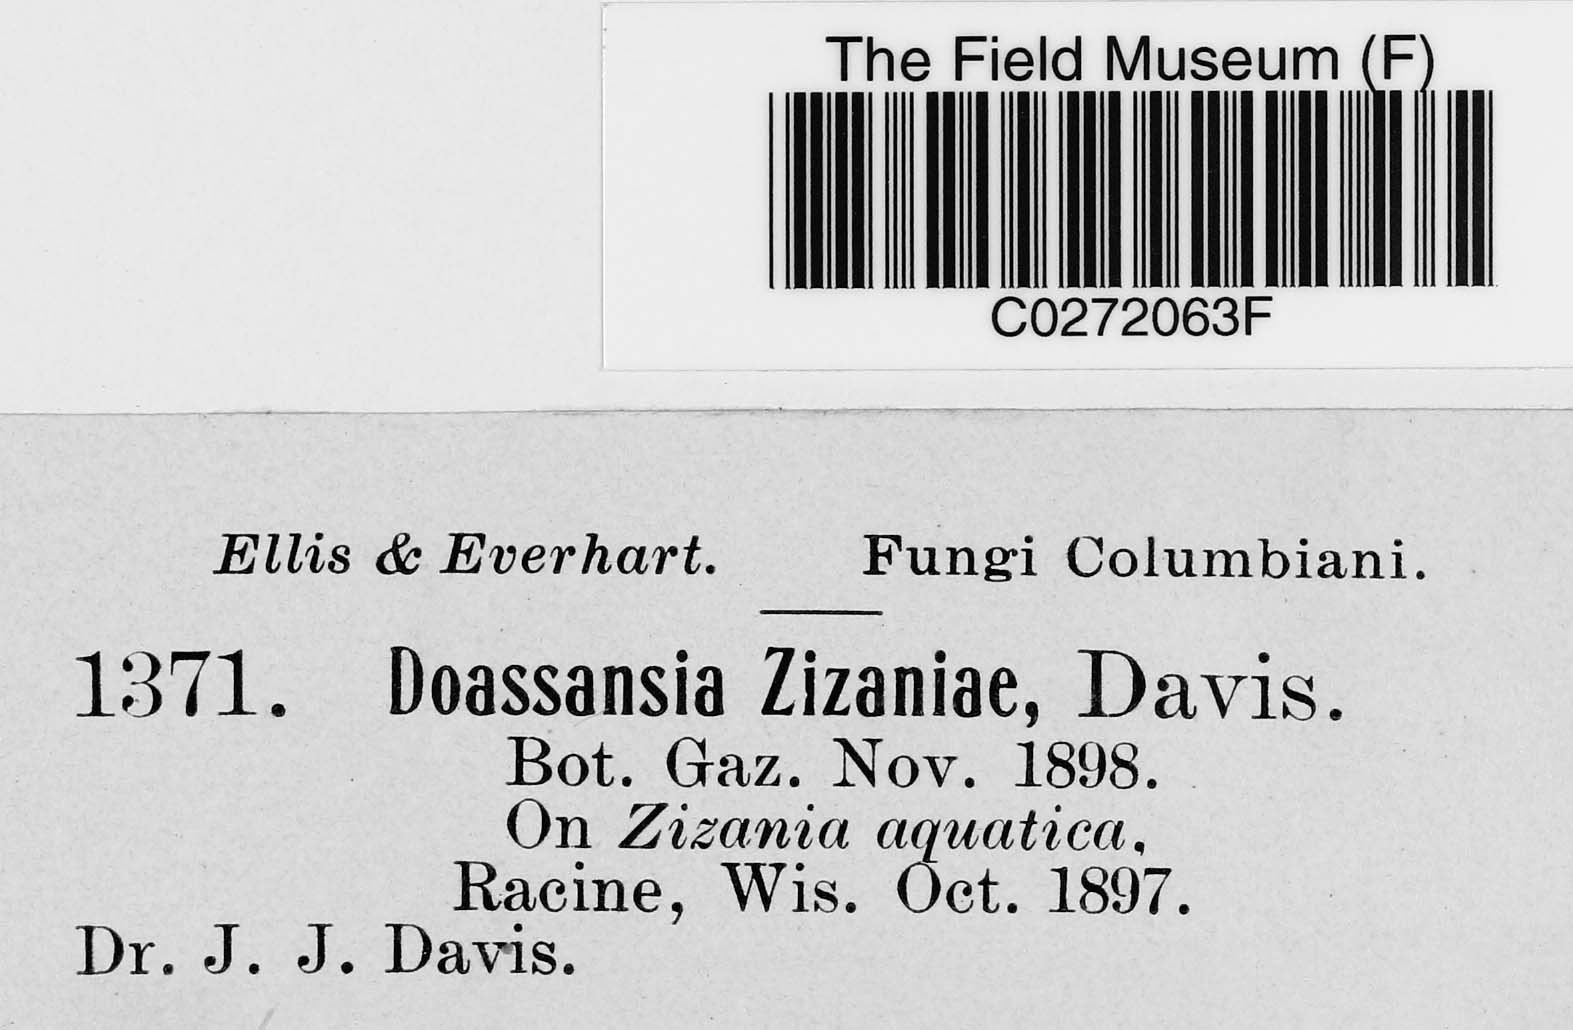 The Field Museum (F)
C0272063F
Ellis & Everhart. Fungi Columbiani.
1371. Doassansia Zizaniae, Davis.
Bot. Gaz. Nov. 1898.
On Zizania aquatica,
Racine, Wis. Oct. 1897.
Dr. J. J. Davis.